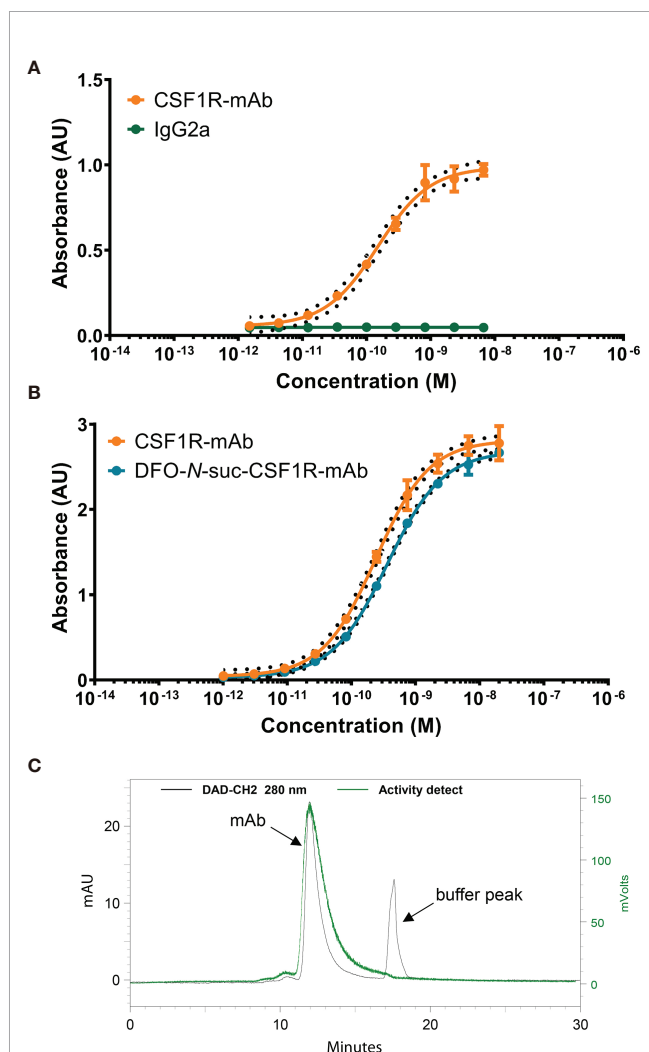 A
1.5
CSF1R-mAb
IgG2a
1.0
0.5
0.0
Absorbance (AU)
10-14 10-13 10-12 10-11 10-10 10-9 10-8 10-7 10-6
Concentration (M)
B
3
CSF1R-mAb
DFO-N-suc-CSF1R-mAb
2
1
0
Absorbance (AU)
10-14 10-13 10-12 10-11 10-10 10-9 10-8 10-7 10-6
Concentration (M)
C
DAD-CH2 280 nm Activity detect
mAb
buffer peak
20
10
0
mAU
150
100
50
0
mVolts
0 10 20 30
Minutes